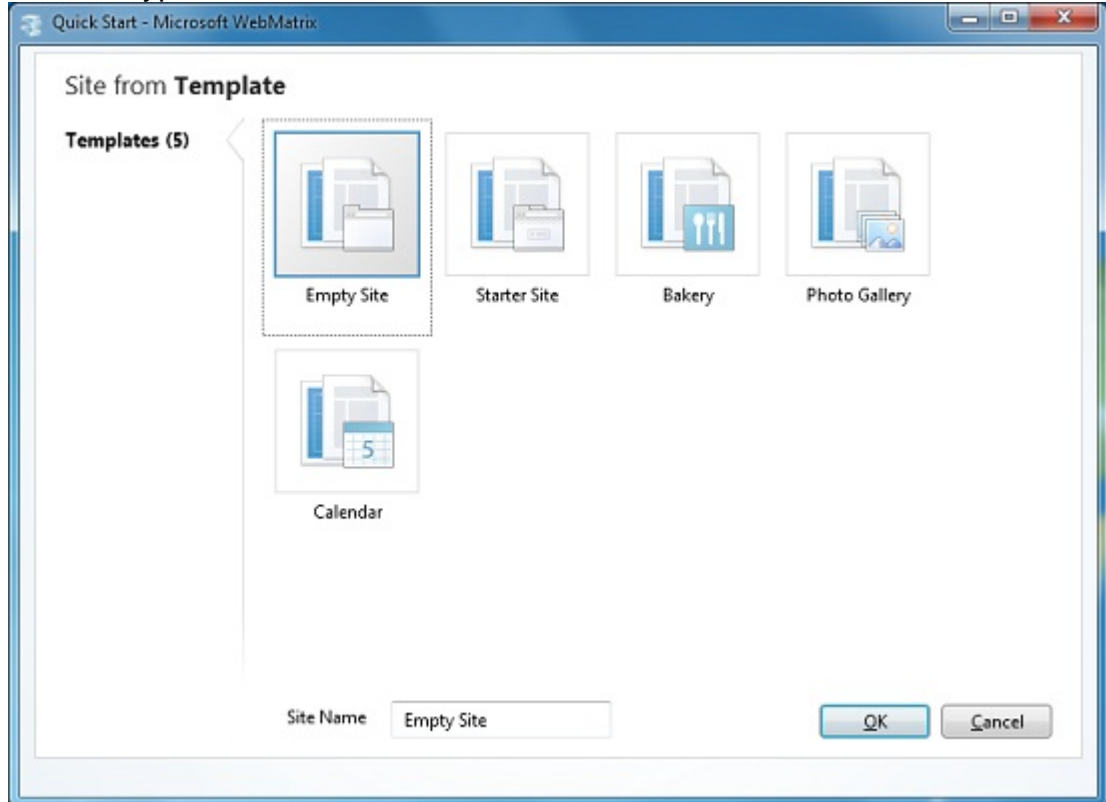 Quick Start - Microsoft WebMatrix
Site from Template
Templates (5)
Empty Site
Starter Site
Bakery
Photo Gallery
5
Calendar
Site Name
Empty Site
OK
Cancel